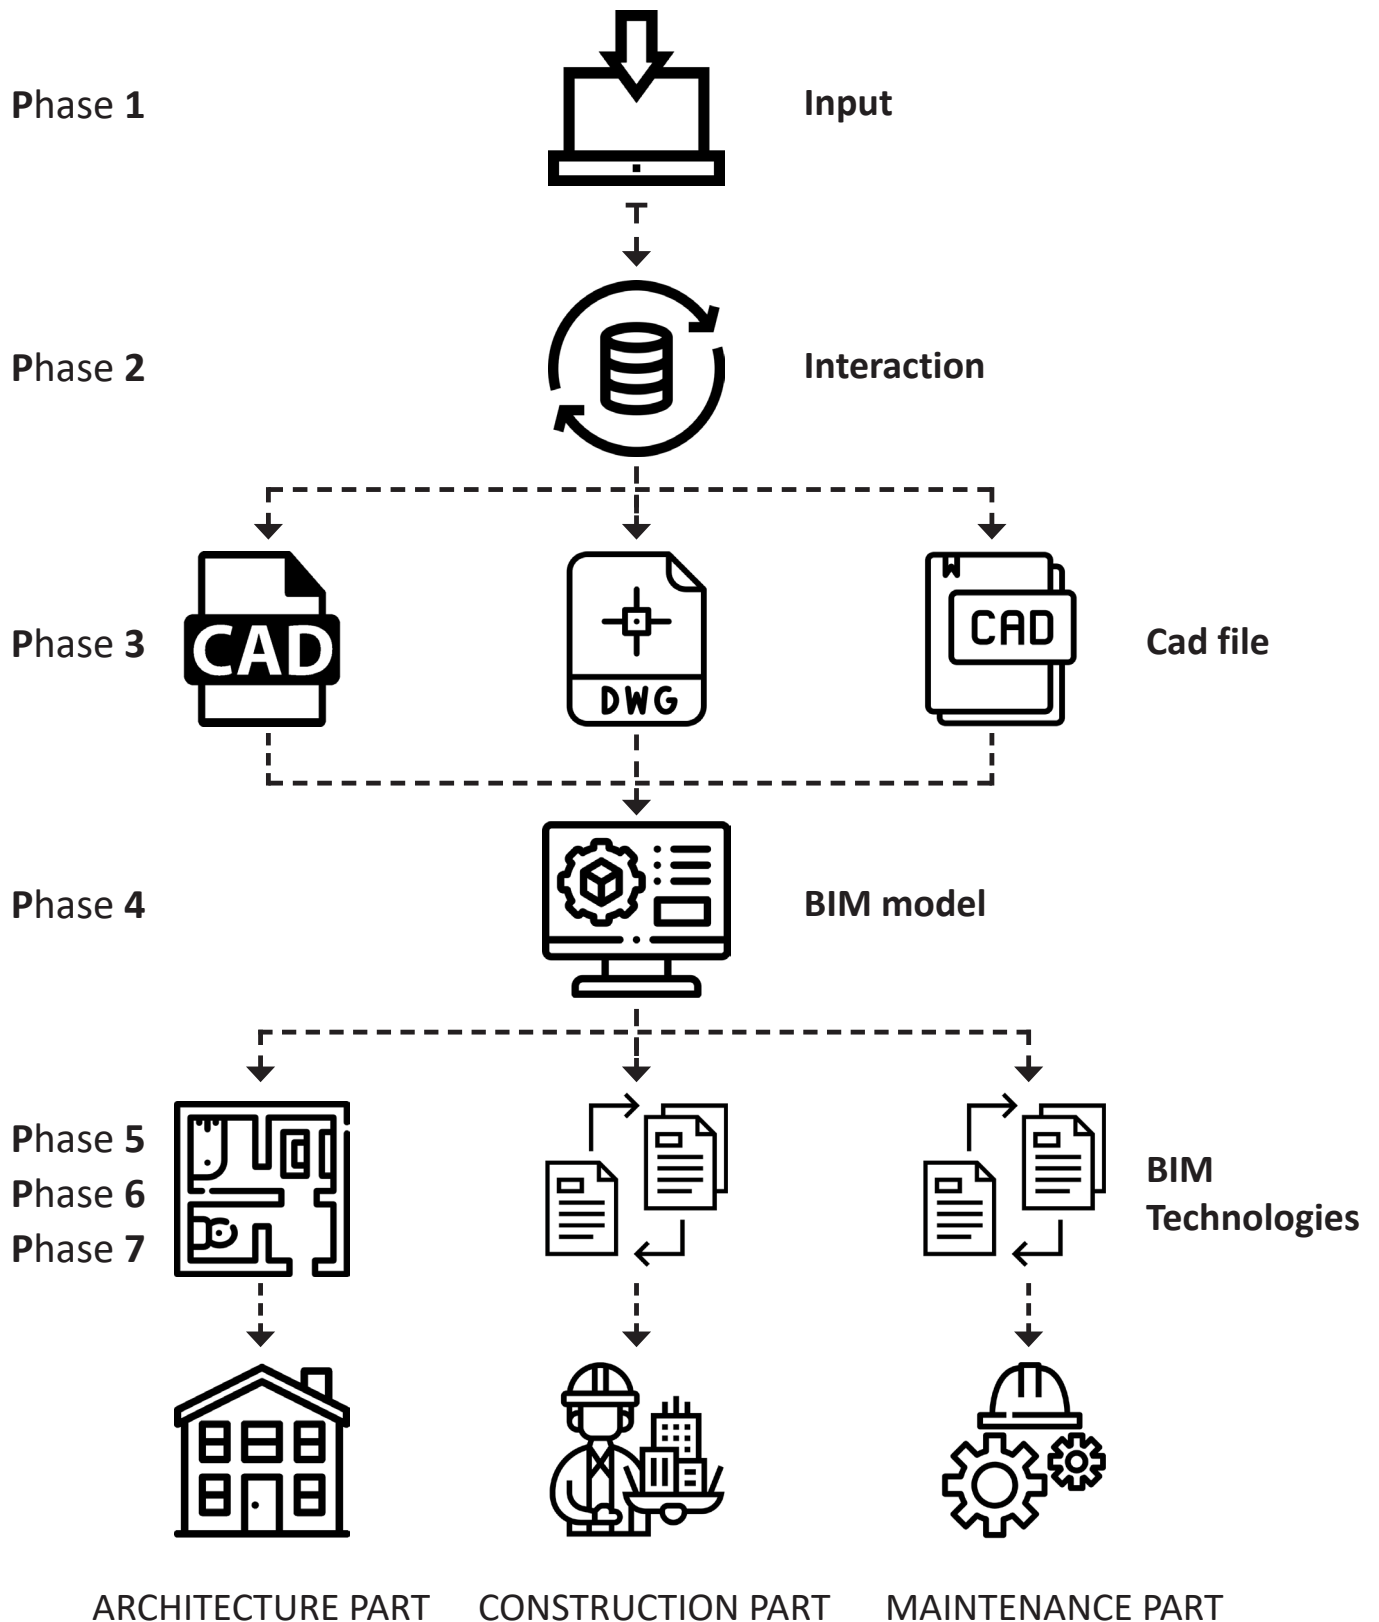 Phase 1
Input
Phase 2
Interaction
Phase 3
CAD
DWG
CAD
Cad file
Phase 4
BIM model
Phase 5
Phase 6
Phase 7
BIM
Technologies
ARCHITECTURE PART
CONSTRUCTION PART
MAINTENANCE PART